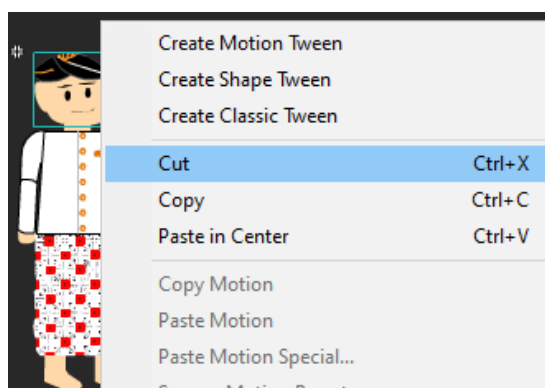 Create Motion Tween
Create Shape Tween
Create Classic Tween
Cut Ctrl+X
Copy Ctrl+C
Paste in Center Ctrl+V
Copy Motion
Paste Motion
Paste Motion Special...